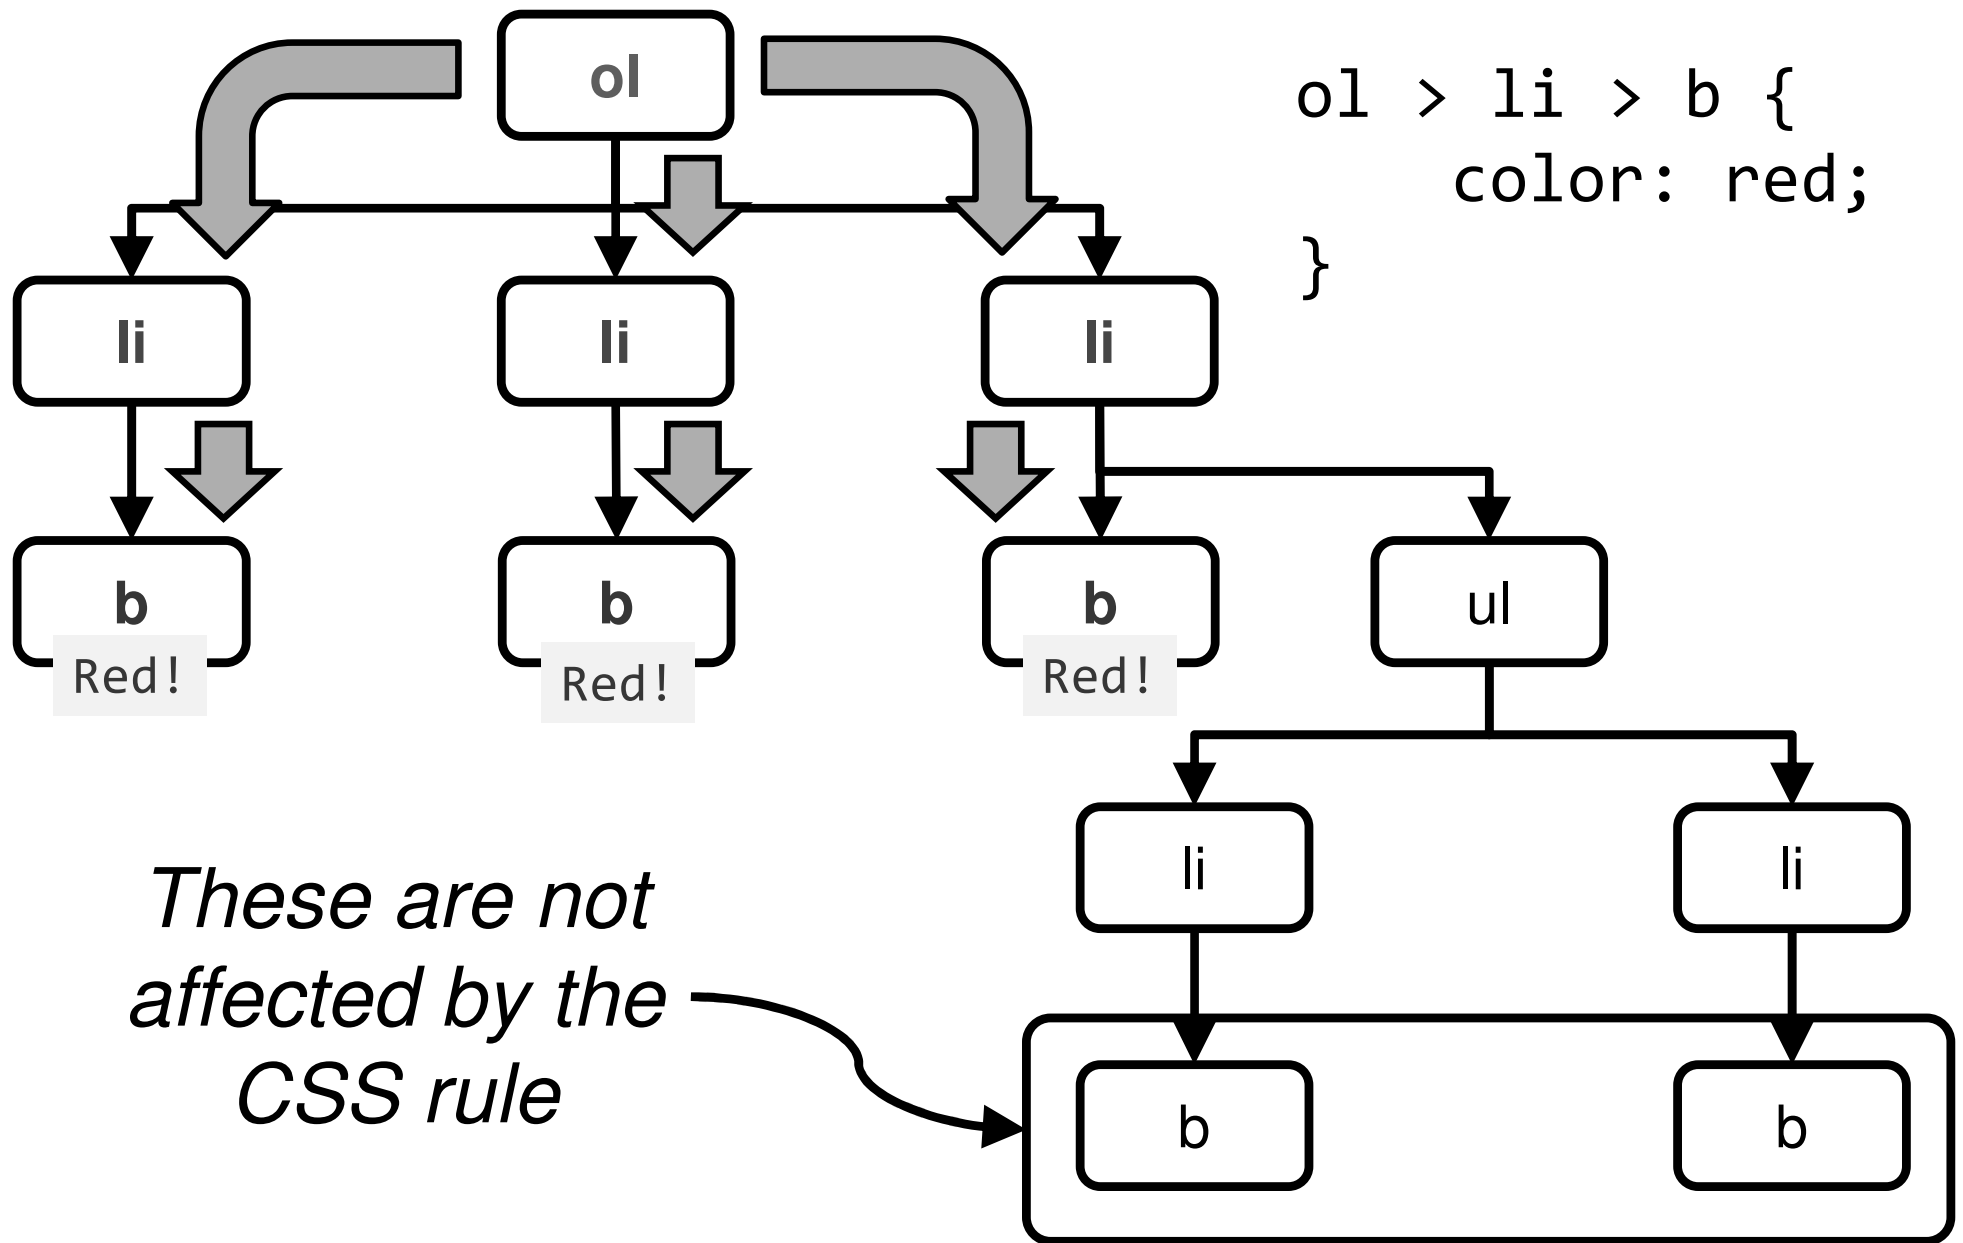 ol
ol > li > b {
color: red;
}
li
li
li
b
b
b
ul
Red!
Red!
Red!
li
li
These are not
affected by the
CSS rule
b
b